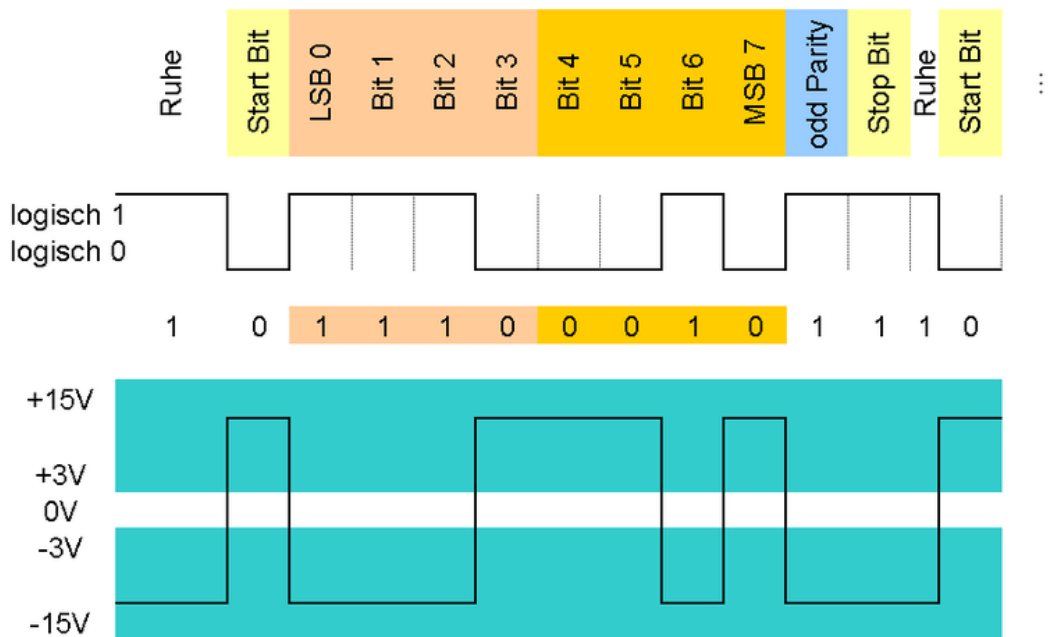 Ruhe
Start Bit
LSB 0
Bit 1
Bit 2
Bit 3
Bit 4
Bit 5
Bit 6
MSB 7
odd Parity
Stop Bit
Ruhe
Start Bit
...
logisch 1
logisch 0
1 0 1 1 1 0 0 0 1 0 1 1 1 0
+15V
+3V
0V
-3V
-15V